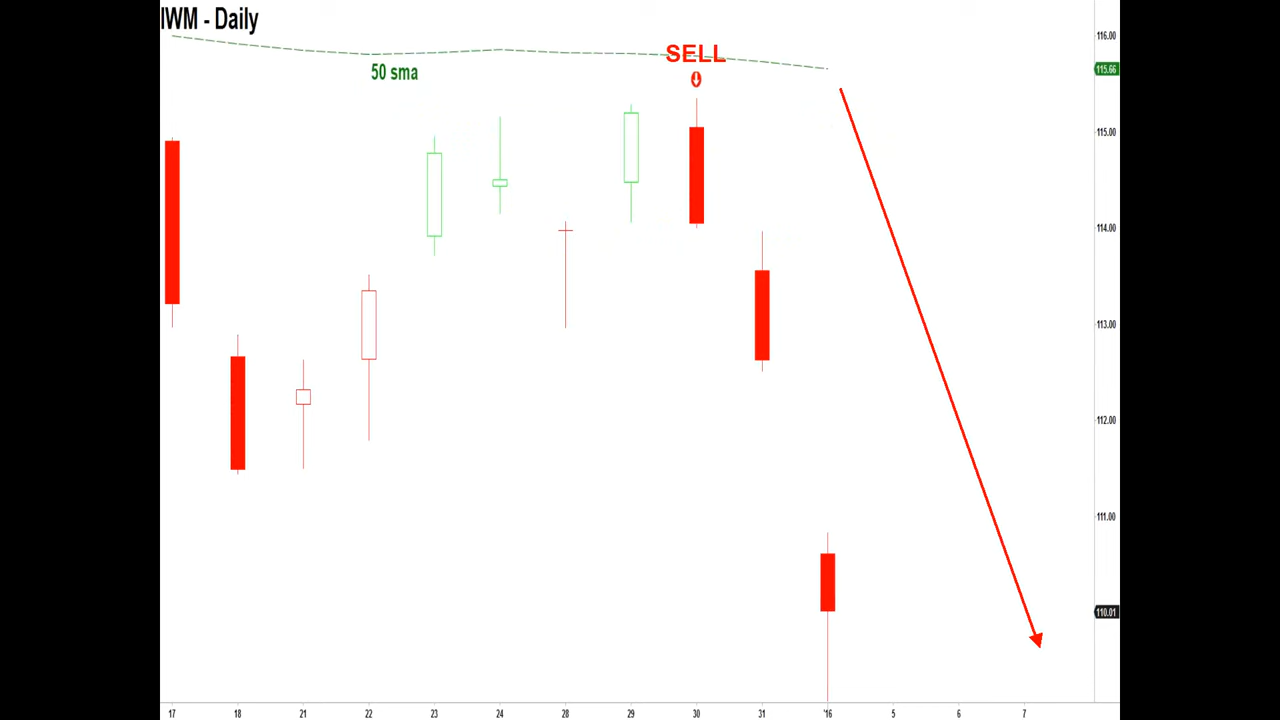 IWM - Daily
50 sma
SELL
116.00
115.66
115.00
114.00
113.00
112.00
111.00
110.01
17 18 21 22 23 24 28 29 30 31 '16 5 6 7